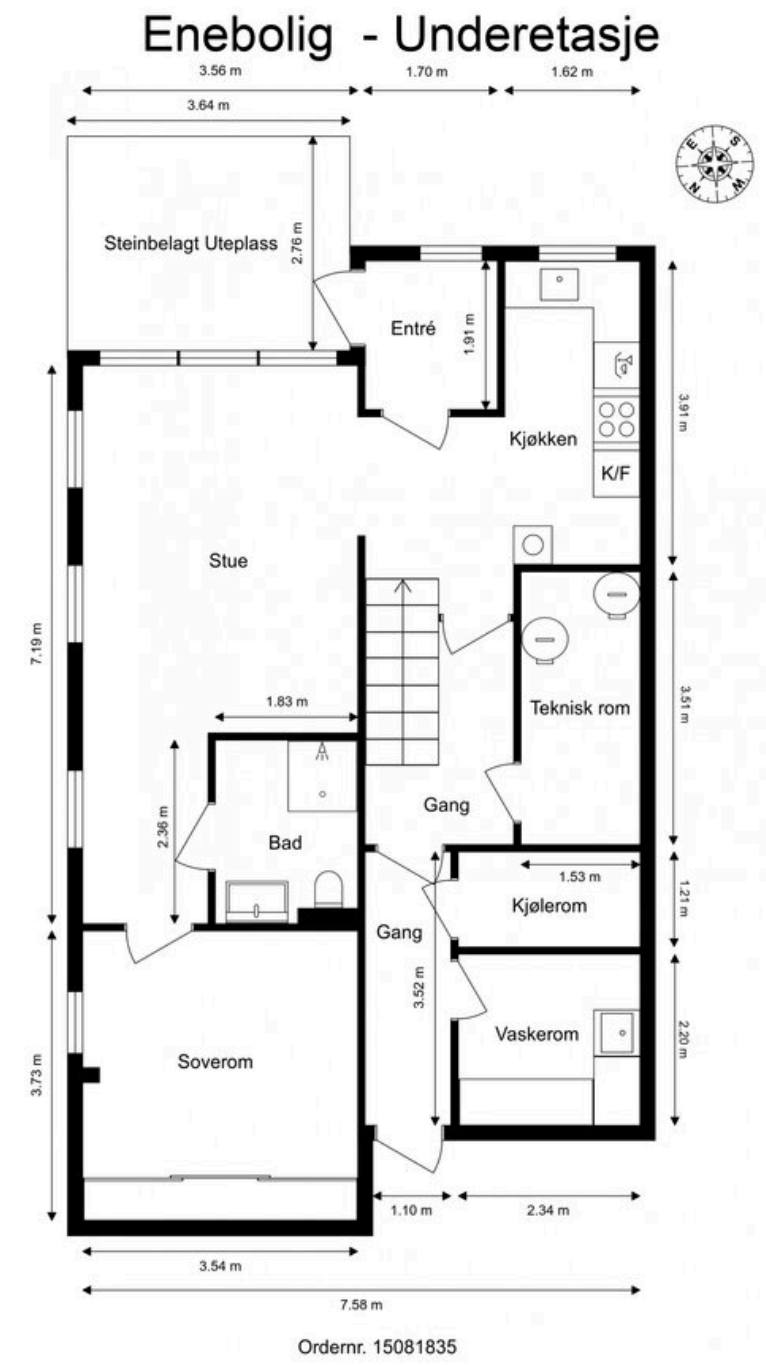 Enebolig - Underetasje
3.56 m
1.70 m
1.62 m
3.64 m
E
S
N
W
Steinbelagt Uteplass
2.76 m
Entré
1.91 m
Kjøkken
3.91 m
K/F
Stue
7.19 m
1.83 m
Teknisk rom
3.51 m
Gang
2.36 m
Bad
1.53 m
Kjølerom
1.21 m
Gang
3.52 m
Vaskerom
2.20 m
Soverom
3.73 m
1.10 m
2.34 m
3.54 m
7.58 m
Ordernr. 15081835